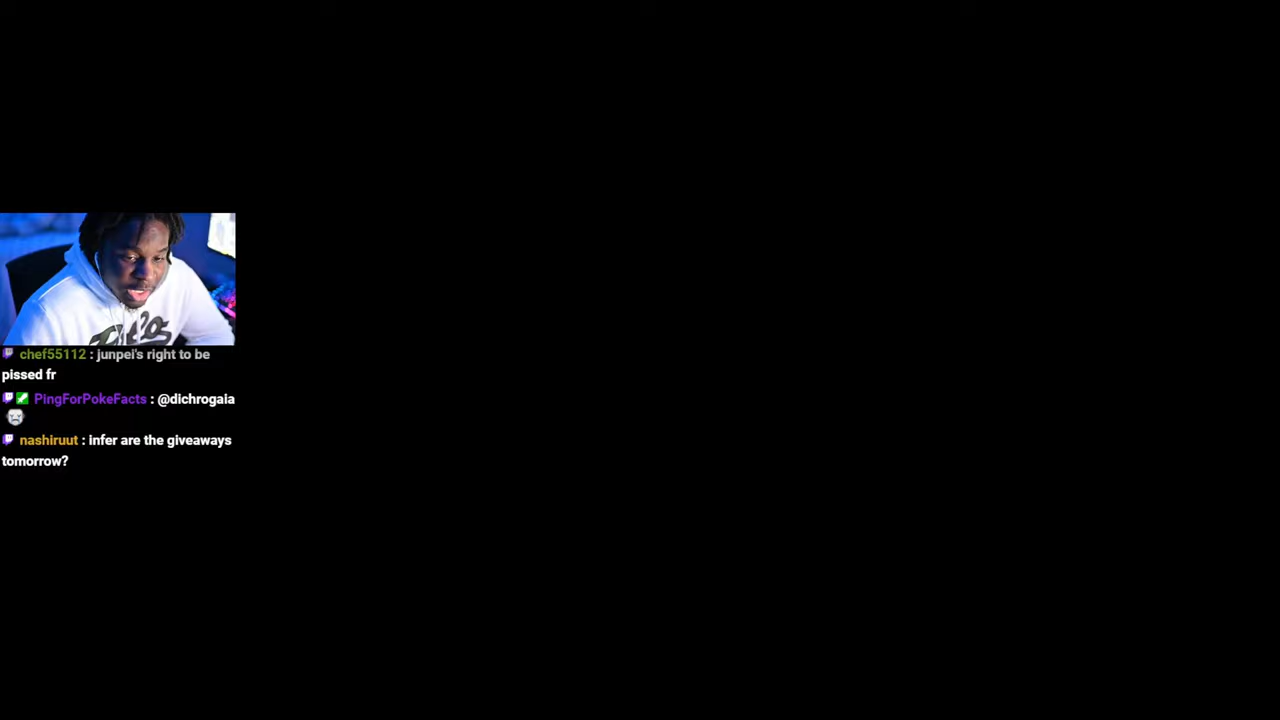 chef55112 : junpei's right to be
pissed fr
PingForPokeFacts : @dichrogaia
nashiruut : infer are the giveaways
tomorrow?